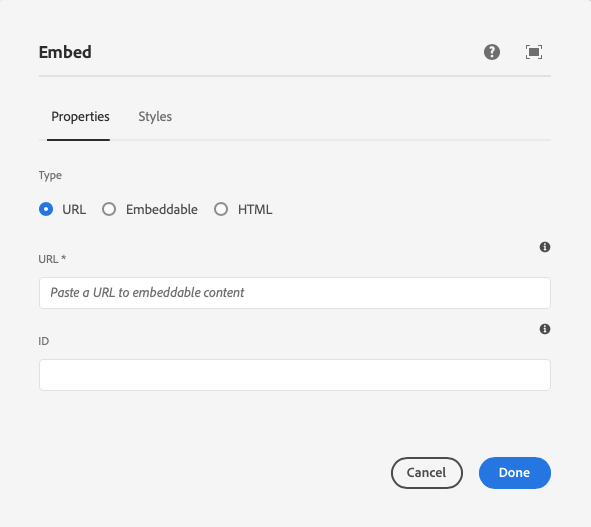 Embed
Properties Styles
Type
URL Embeddable HTML
URL *
Paste a URL to embeddable content
ID
Cancel Done